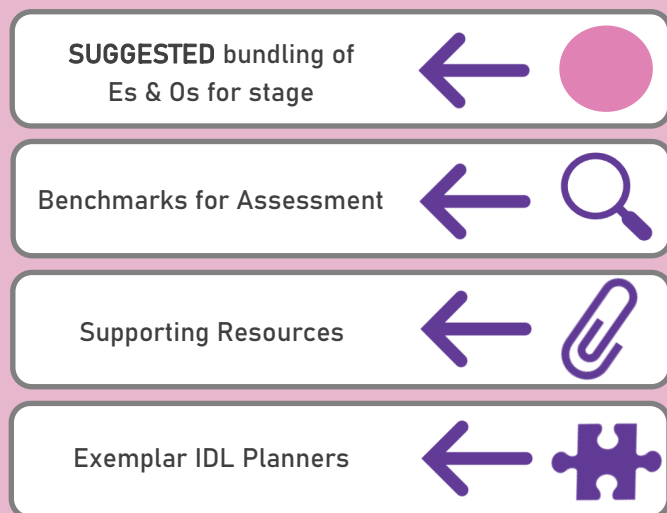 SUGGESTED bundling of
Es & Os for stage
Benchmarks for Assessment
Supporting Resources
Exemplar IDL Planners